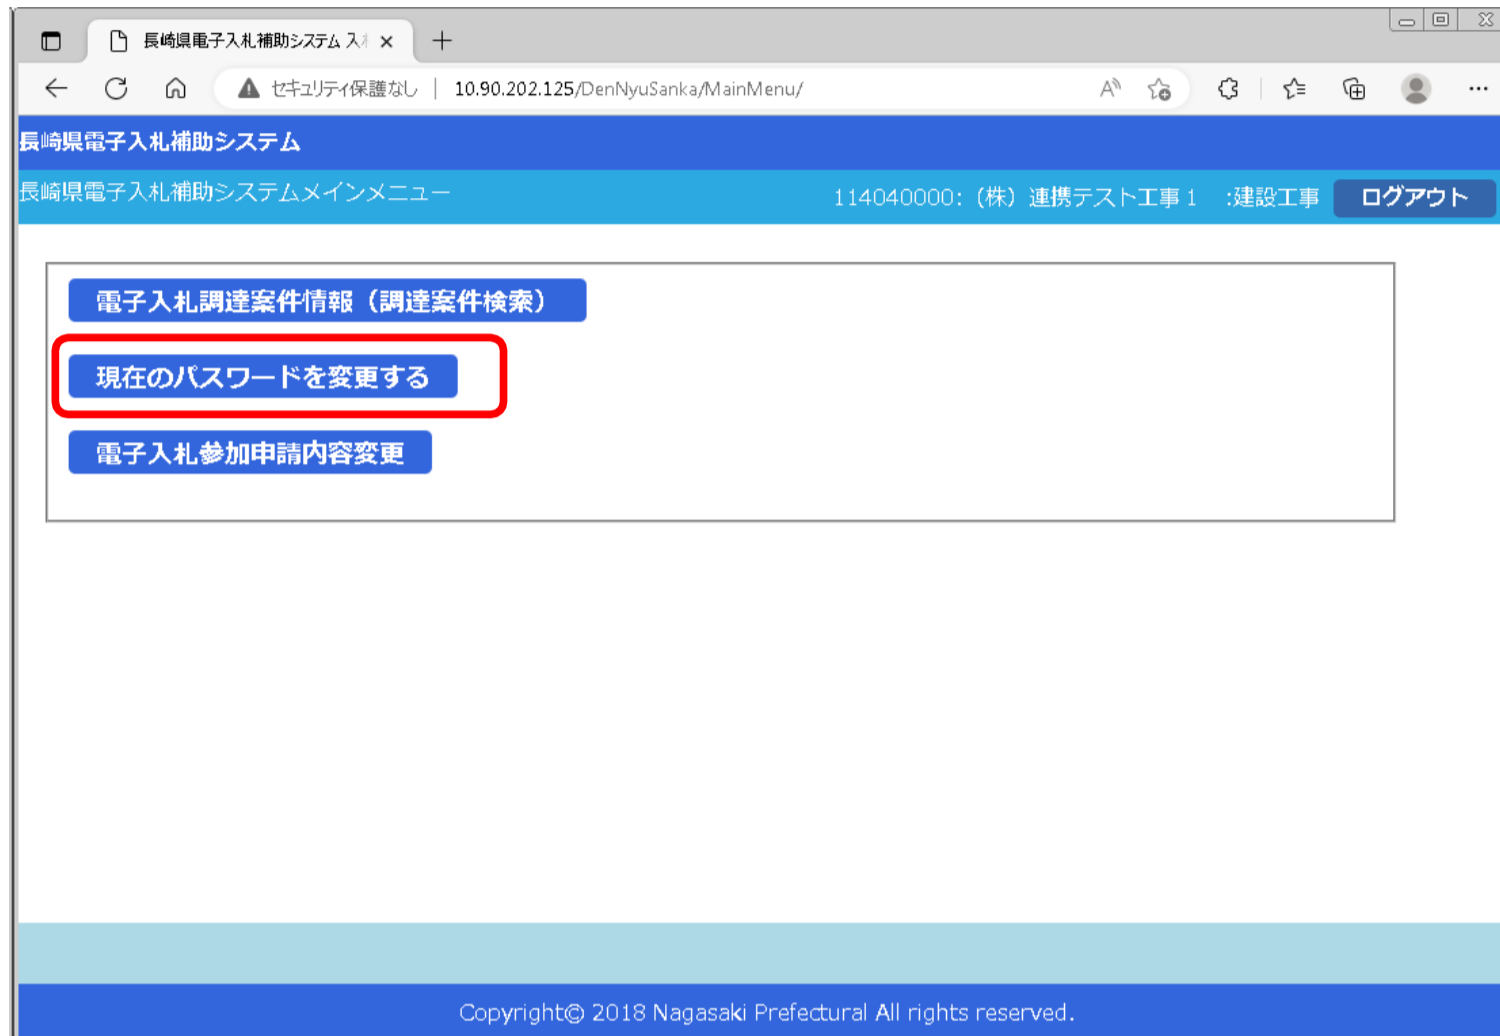 長崎県電子入札補助システム 入
セキュリティ保護なし | 10.90.202.125/DenNyuSanka/MainMenu/
長崎県電子入札補助システム
長崎県電子入札補助システムメインメニュー 114040000:（株）連携テスト工事１ :建設工事 ログアウト
電子入札調達案件情報（調達案件検索）
現在のパスワードを変更する
電子入札参加申請内容変更
Copyright© 2018 Nagasaki Prefectural All rights reserved.